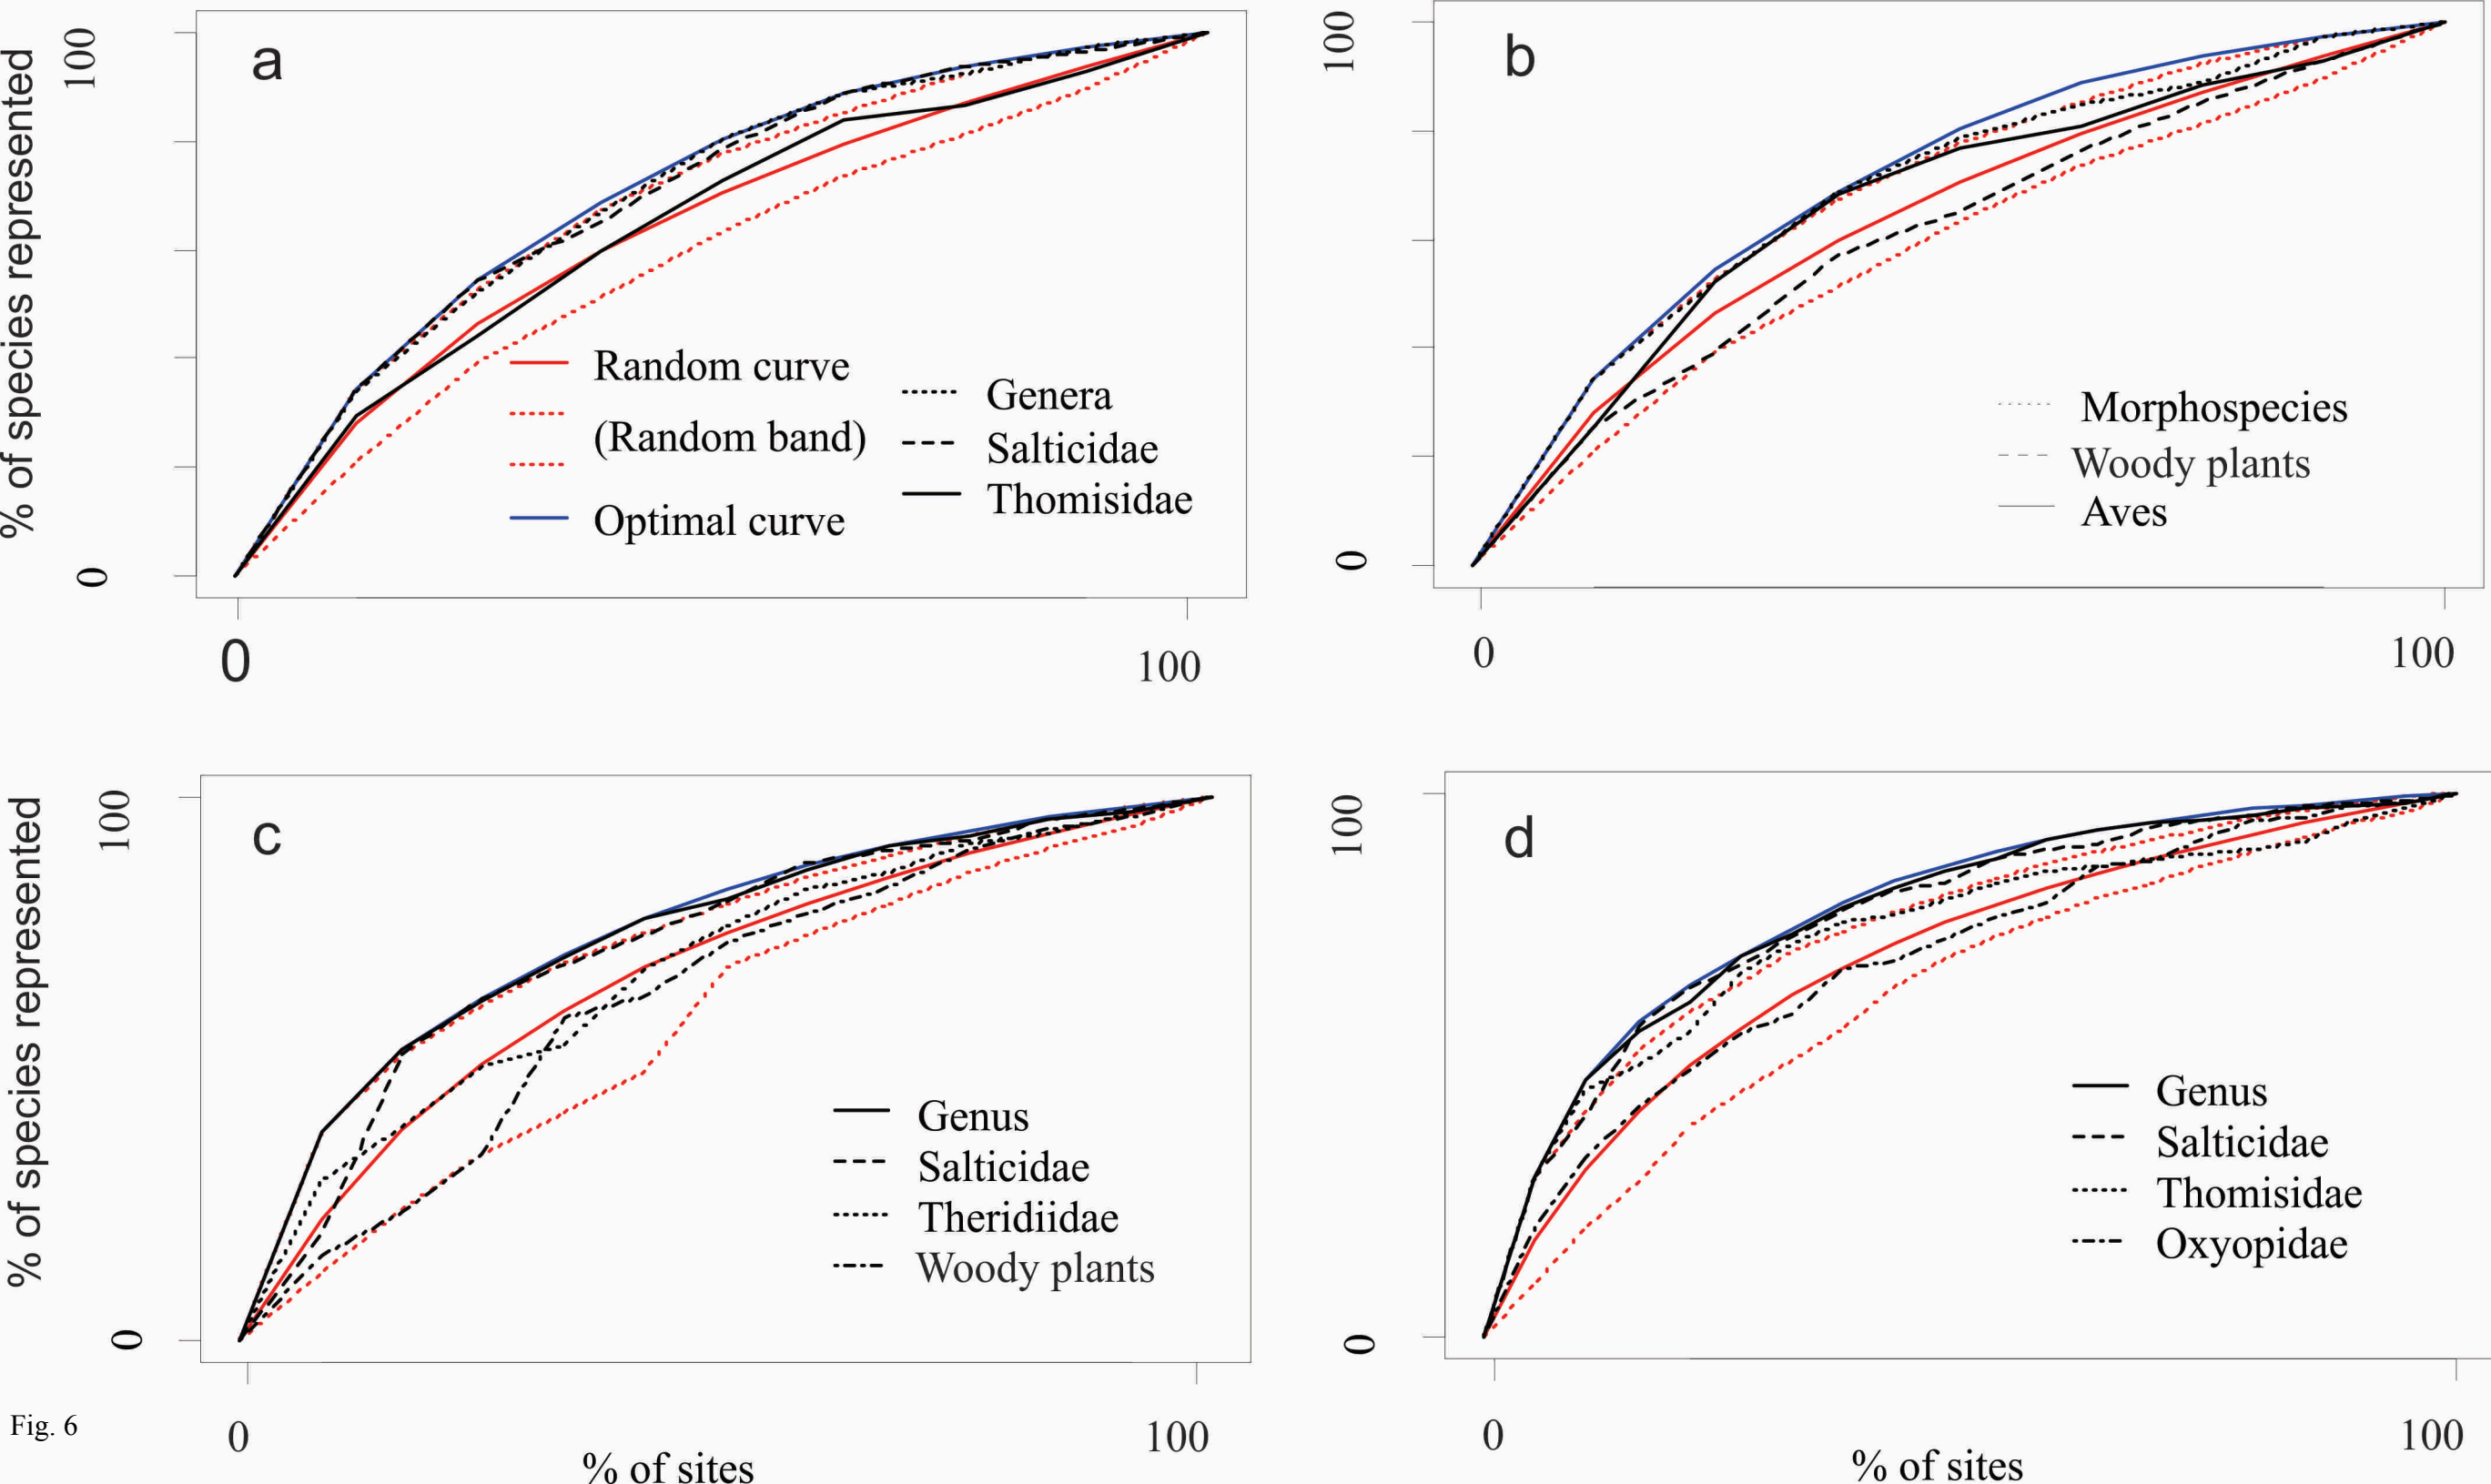 % of species represented
100
0
a
Random curve
(Random band)
Optimal curve
Genera
Salticidae
Thomisidae
0
100
100
0
b
Morphospecies
Woody plants
Aves
0
100
% of species represented
100
0
c
Genus
Salticidae
Theridiidae
Woody plants
0
100
% of sites
100
0
d
Genus
Salticidae
Thomisidae
Oxyopidae
0
100
% of sites
Fig. 6